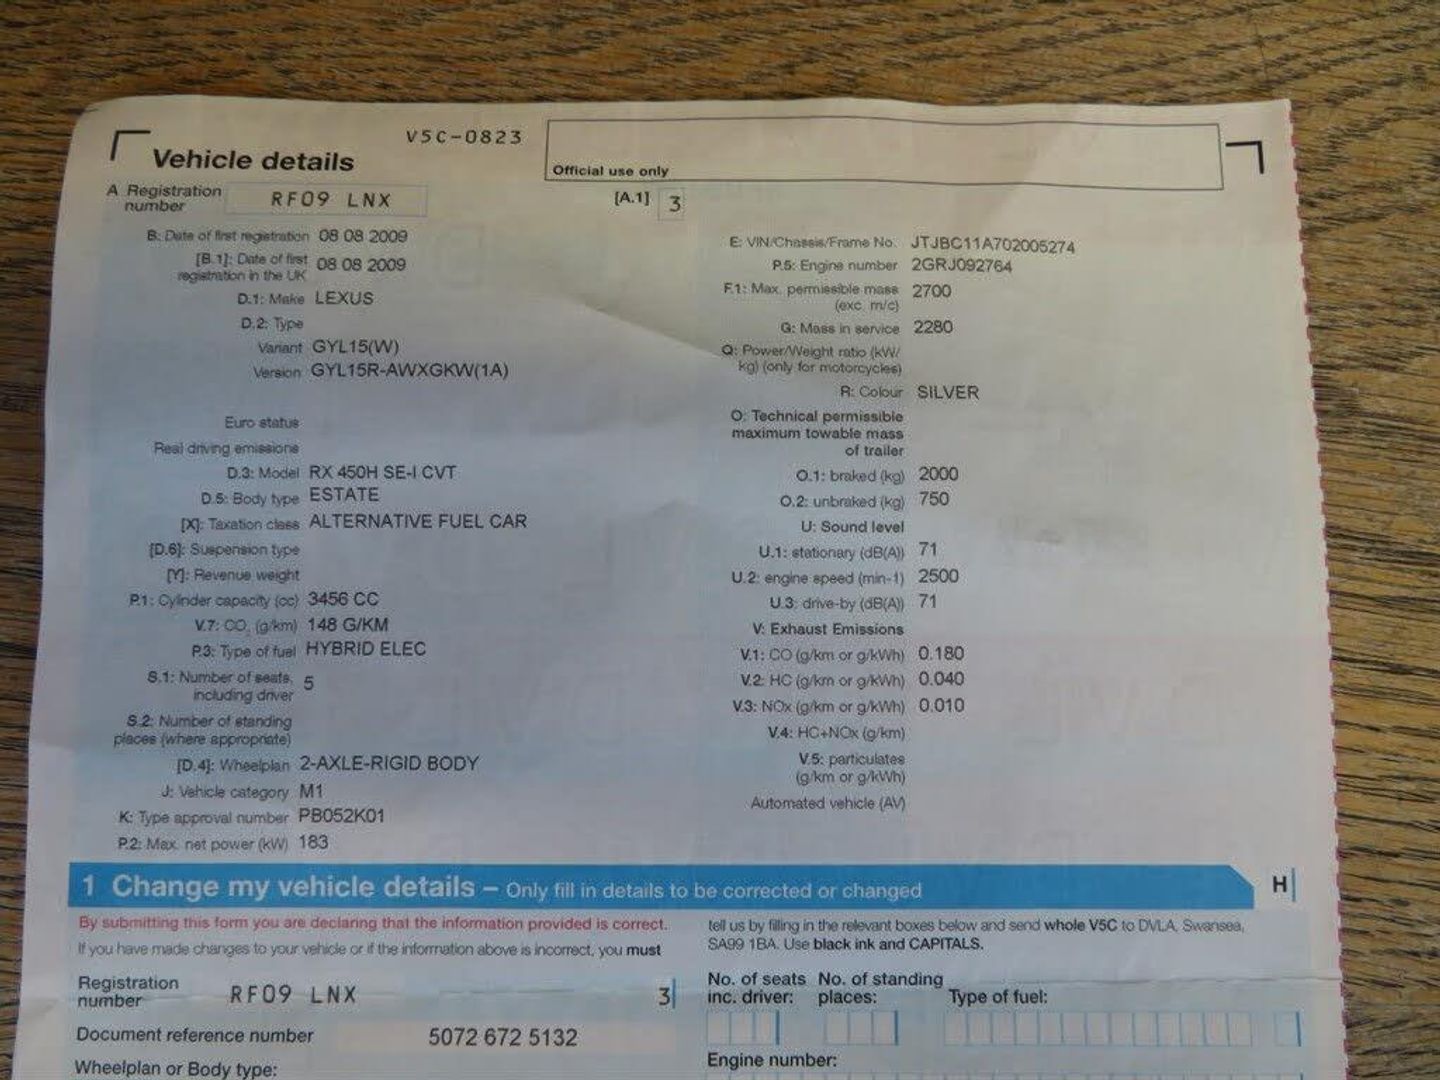 V5C-0823
Vehicle details
Official use only
A Registration number RF09 LNX
[A.1] 3
B: Date of first registration 08 08 2009
[B.1]: Date of first registration in the UK 08 08 2009
D.1: Make LEXUS
D.2: Type
Variant GYL15(W)
Version GYL15R-AWXGKW(1A)
Euro status
Real driving emissions
D.3: Model RX 450H SE-I CVT
D.5: Body type ESTATE
[X]: Taxation class ALTERNATIVE FUEL CAR
[D.6]: Suspension type
[Y]: Revenue weight
P.1: Cylinder capacity (cc) 3456 CC
V.7: CO2 (g/km) 148 G/KM
P.3: Type of fuel HYBRID ELEC
S.1: Number of seats, including driver 5
S.2: Number of standing places (where appropriate)
[D.4]: Wheelplan 2-AXLE-RIGID BODY
J: Vehicle category M1
K: Type approval number PB052K01
P.2: Max. net power (kW) 183
E: VIN/Chassis/Frame No. JTJBC11A702005274
P.5: Engine number 2GRJ092764
F.1: Max. permissible mass (exc. m/c) 2700
G: Mass in service 2280
Q: Power/Weight ratio (kW/kg) (only for motorcycles)
R: Colour SILVER
O: Technical permissible maximum towable mass of trailer
O.1: braked (kg) 2000
O.2: unbraked (kg) 750
U: Sound level
U.1: stationary (dB(A)) 71
U.2: engine speed (min-1) 2500
U.3: drive-by (dB(A)) 71
V: Exhaust Emissions
V.1: CO (g/km or g/kWh) 0.180
V.2: HC (g/km or g/kWh) 0.040
V.3: NOx (g/km or g/kWh) 0.010
V.4: HC+NOx (g/km)
V.5: particulates (g/km or g/kWh)
Automated vehicle (AV)
1 Change my vehicle details – Only fill in details to be corrected or changed
H
By submitting this form you are declaring that the information provided is correct.
If you have made changes to your vehicle or if the information above is incorrect, you must
tell us by filling in the relevant boxes below and send whole V5C to DVLA, Swansea,
SA99 1BA. Use black ink and CAPITALS.
Registration number RF09 LNX 3
Document reference number 5072 672 5132
Wheelplan or Body type:
No. of seats inc. driver:
No. of standing places:
Type of fuel:
Engine number: